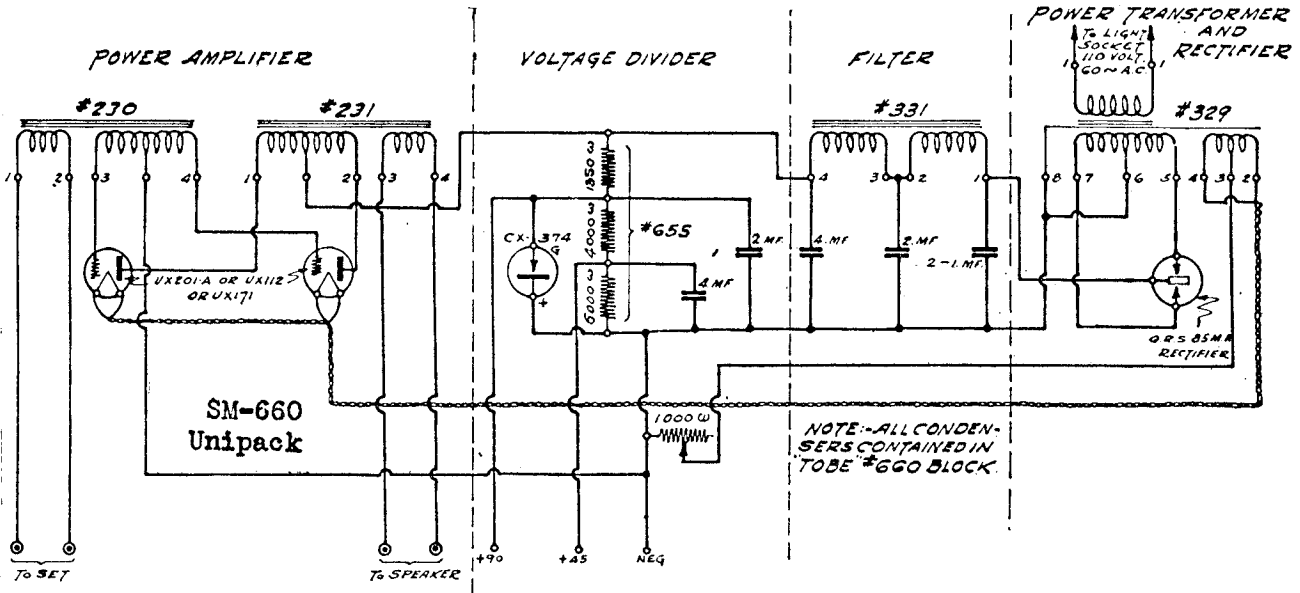 POWER AMPLIFIER
VOLTAGE DIVIDER
FILTER
POWER TRANSFORMER
AND
RECTIFIER
TO LIGHT
SOCKET
110 VOLT.
60~A.C.
1
1
#230
#231
#331
#329
1
2
3
4
1
2
3
4
4
3
2
1
8
7
6
5
4
3
2
1350 ω
4000 ω
6000 ω
#655
CX-374
G
+
2 MF.
4 MF
4.MF
2.MF
2-1.MF.
UX201-A OR UX112
OR UX171
Q.R.S 85MA
RECTIFIER
SM-660
Unipack
1000 ω
NOTE:-ALL CONDEN-
SERS CONTAINED IN
"TOBE" #660 BLOCK.
+90
+45
NEG
TO SET
TO SPEAKER